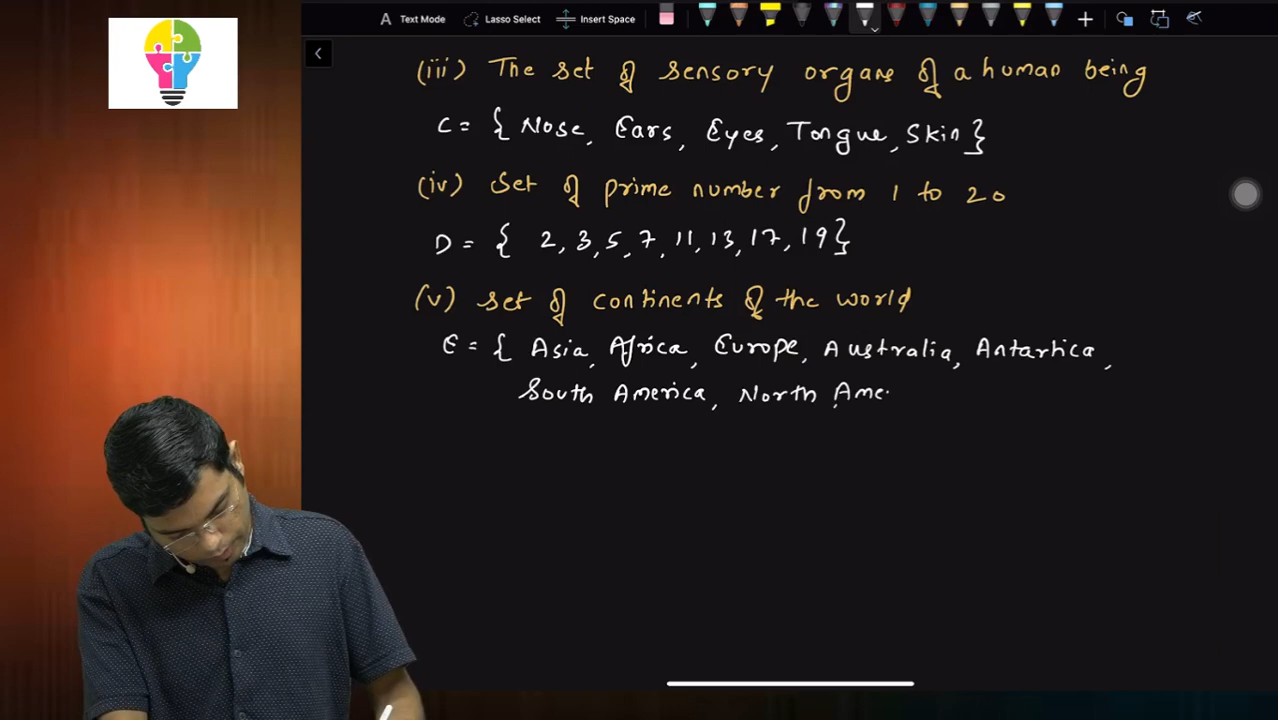 Text Mode Lasso Select Insert Space
(iii) The set of sensory organs of a human being
C = { Nose, Ears, Eyes, Tongue, Skin }
(iv) Set of prime number from 1 to 20
D = { 2, 3, 5, 7, 11, 13, 17, 19 }
(v) set of continents of the world
E = { Asia, Africa, Europe, Australia, Antartica,
South America, North Ame